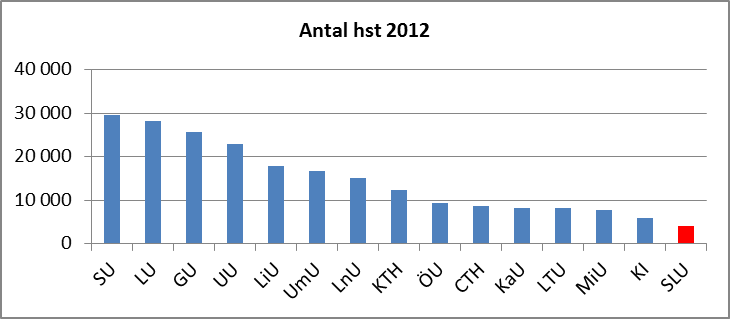 Antal hst 2012
40 000
30 000
20 000
10 000
0
SU LU GU UU LiU UmU LnU KTH ÖU CTH KaU LTU MiU KI SLU